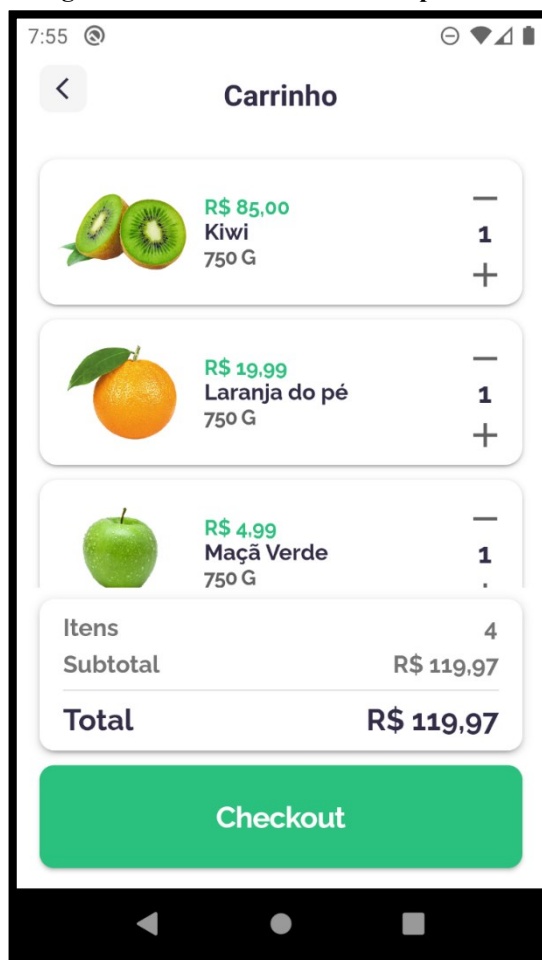 7:55
Carrinho
R$ 85,00
Kiwi
750 G
1
R$ 19,99
Laranja do pé
750 G
1
R$ 4,99
Maçã Verde
750 G
1
Itens 4
Subtotal R$ 119,97
Total R$ 119,97
Checkout